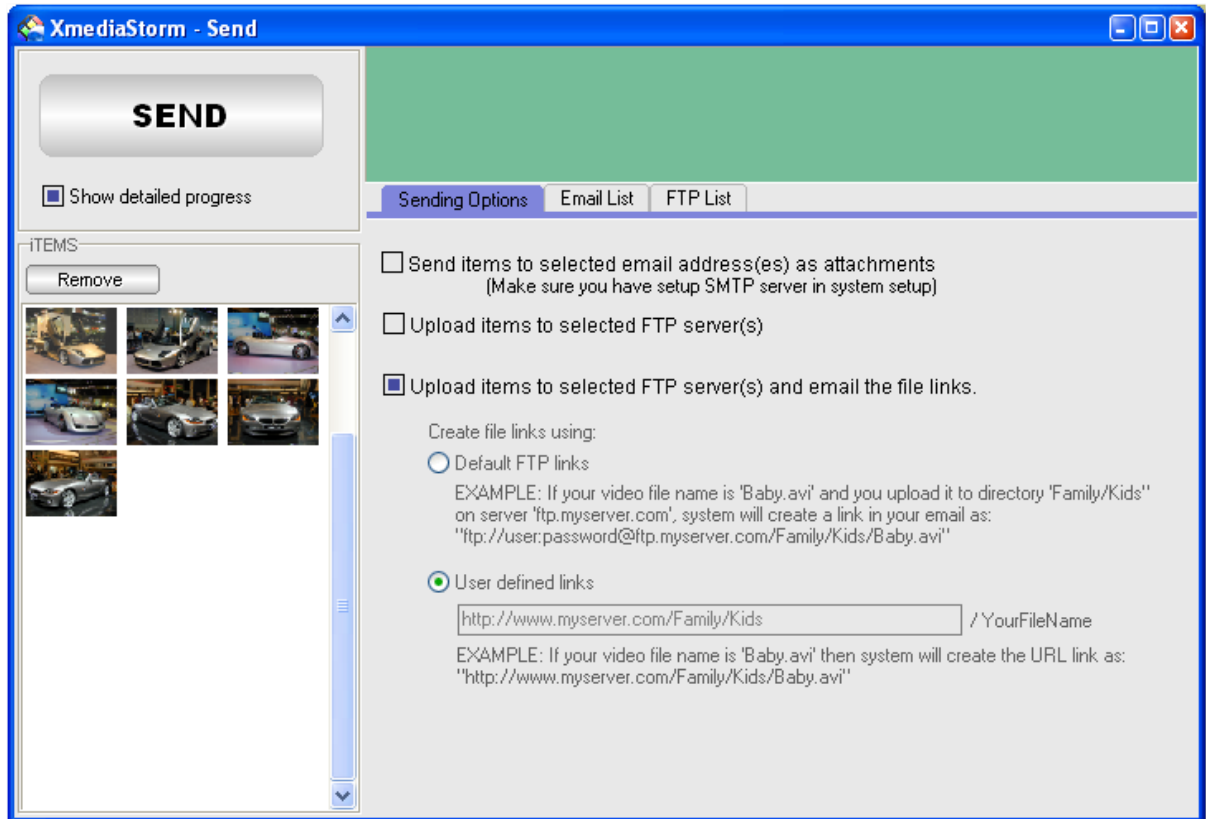 XmediaStorm - Send
SEND
Show detailed progress
Sending Options
Email List
FTP List
iTEMS
Remove
Send items to selected email address(es) as attachments
(Make sure you have setup SMTP server in system setup)
Upload items to selected FTP server(s)
Upload items to selected FTP server(s) and email the file links.
Create file links using:
Default FTP links
EXAMPLE: If your video file name is 'Baby.avi' and you upload it to directory 'Family/Kids''
on server 'ftp.myserver.com', system will create a link in your email as:
"ftp://user:password@ftp.myserver.com/Family/Kids/Baby.avi"
User defined links
http://www.myserver.com/Family/Kids / YourFileName
EXAMPLE: If your video file name is 'Baby.avi' then system will create the URL link as:
"http://www.myserver.com/Family/Kids/Baby.avi"